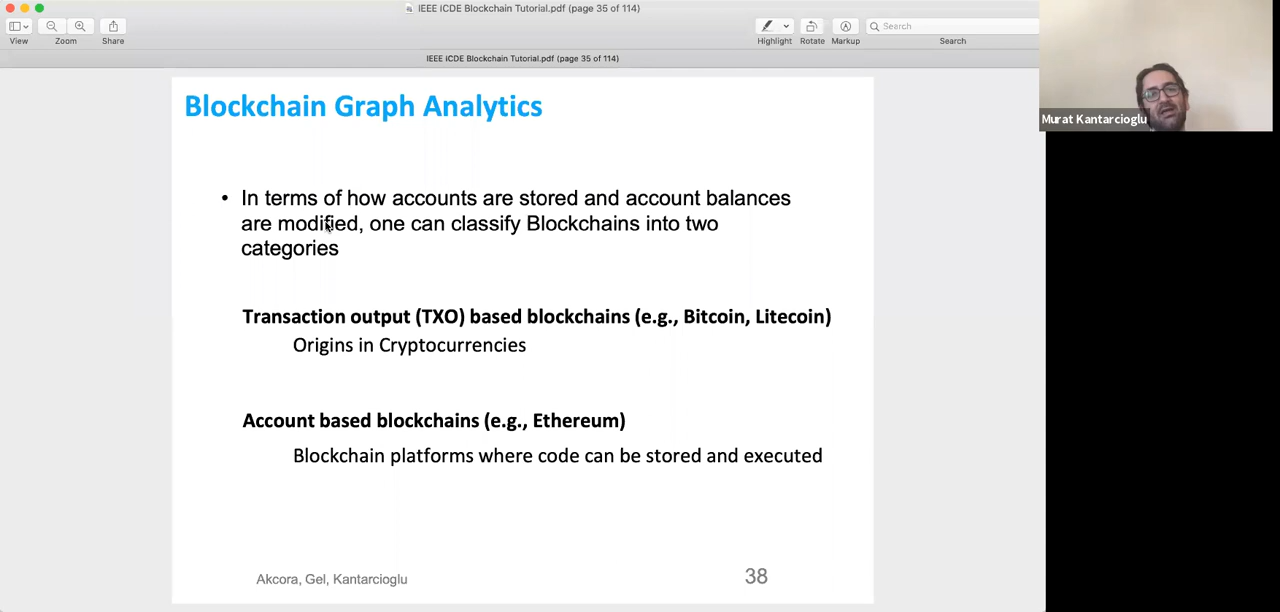 IEEE ICDE Blockchain Tutorial.pdf (page 35 of 114)
View
Zoom
Share
Highlight
Rotate
Markup
Search
Search
IEEE ICDE Blockchain Tutorial.pdf (page 35 of 114)
Murat Kantarcioglu
Blockchain Graph Analytics
• In terms of how accounts are stored and account balances
are modified, one can classify Blockchains into two
categories
Transaction output (TXO) based blockchains (e.g., Bitcoin, Litecoin)
Origins in Cryptocurrencies
Account based blockchains (e.g., Ethereum)
Blockchain platforms where code can be stored and executed
Akcora, Gel, Kantarcioglu
38